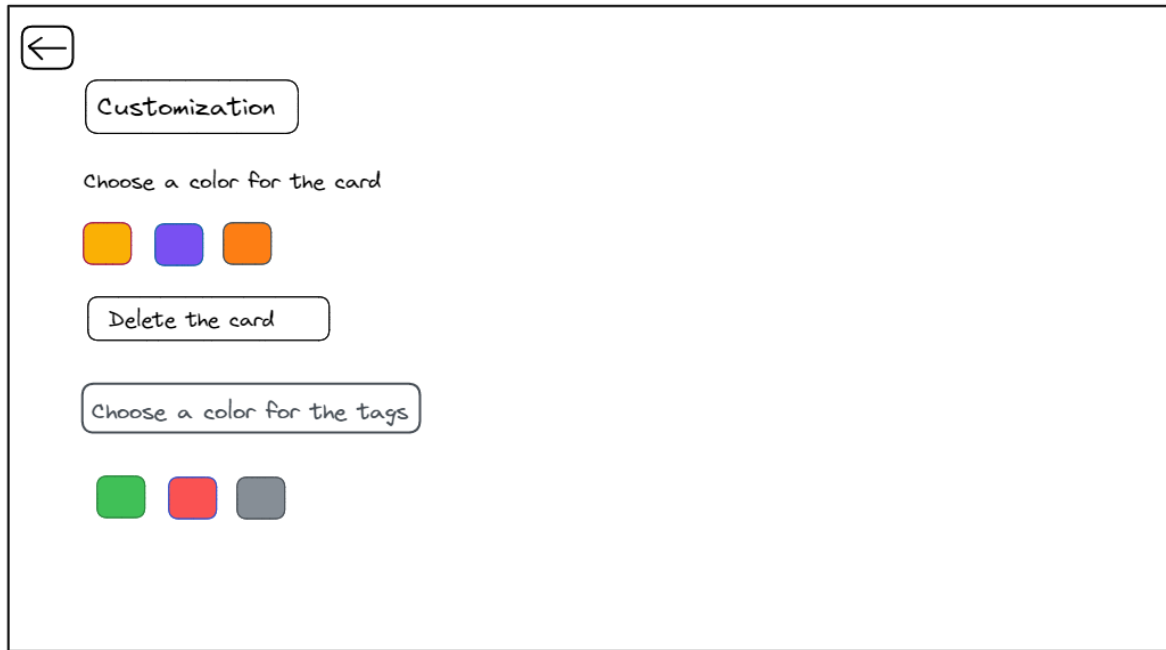 Customization
Choose a color for the card
Delete the card
Choose a color for the tags